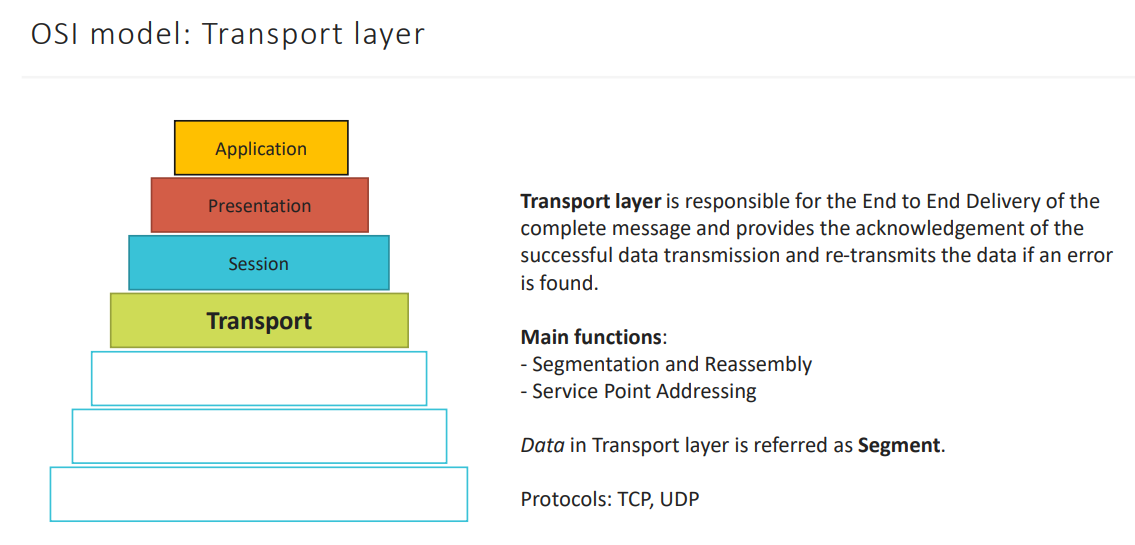 OSI model: Transport layer
Application
Presentation
Session
Transport
Transport layer is responsible for the End to End Delivery of the
complete message and provides the acknowledgement of the
successful data transmission and re-transmits the data if an error
is found.
Main functions:
- Segmentation and Reassembly
- Service Point Addressing
Data in Transport layer is referred as Segment.
Protocols: TCP, UDP